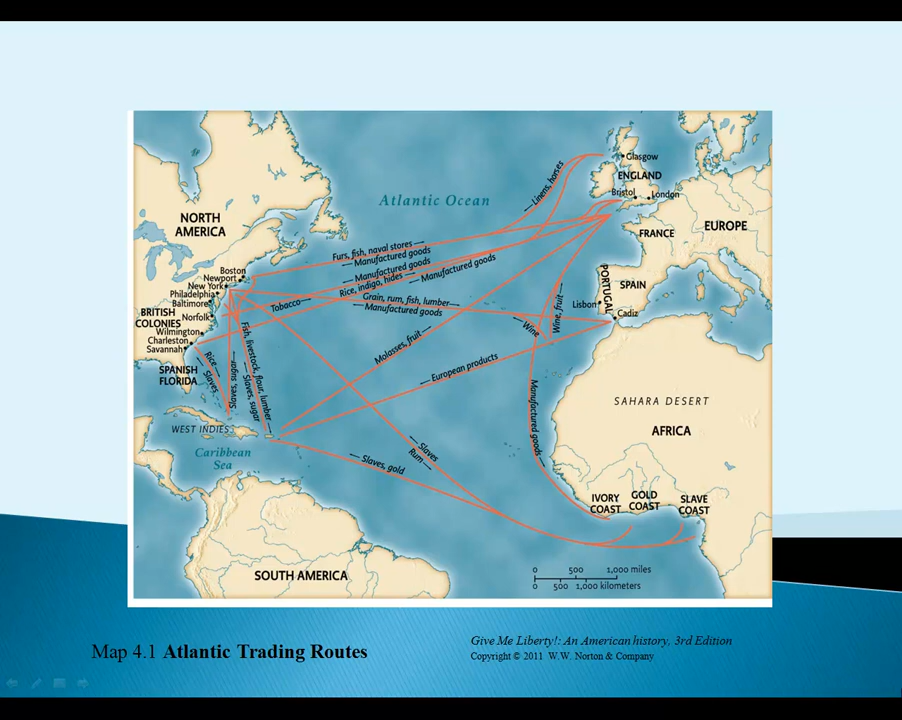 Glasgow
ENGLAND
Bristol
London
Linens, horses
Atlantic Ocean
NORTH
AMERICA
EUROPE
FRANCE
Furs, fish, naval stores
Manufactured goods
Manufactured goods
Rice, indigo, hides
Manufactured goods
Tobacco
Grain, rum, fish, lumber
Manufactured goods
Boston
Newport
New York
Philadelphia
Baltimore
BRITISH
COLONIES
Norfolk
Wilmington
Charleston
Savannah
SPANISH
FLORIDA
PORTUGAL
SPAIN
Lisbon
Cadiz
Wine
Wine, fruit
Molasses, fruit
European products
Manufactured goods
Rice
Slaves
Slaves, sugar
Fish, livestock, flour, lumber
Slaves, sugar
WEST INDIES
Caribbean
Sea
Slaves
Rum
Slaves, gold
SAHARA DESERT
AFRICA
IVORY
COAST
GOLD
COAST
SLAVE
COAST
SOUTH AMERICA
0 500 1,000 miles
0 500 1,000 kilometers
Map 4.1 Atlantic Trading Routes
Give Me Liberty!: An American history, 3rd Edition
Copyright © 2011 W.W. Norton & Company